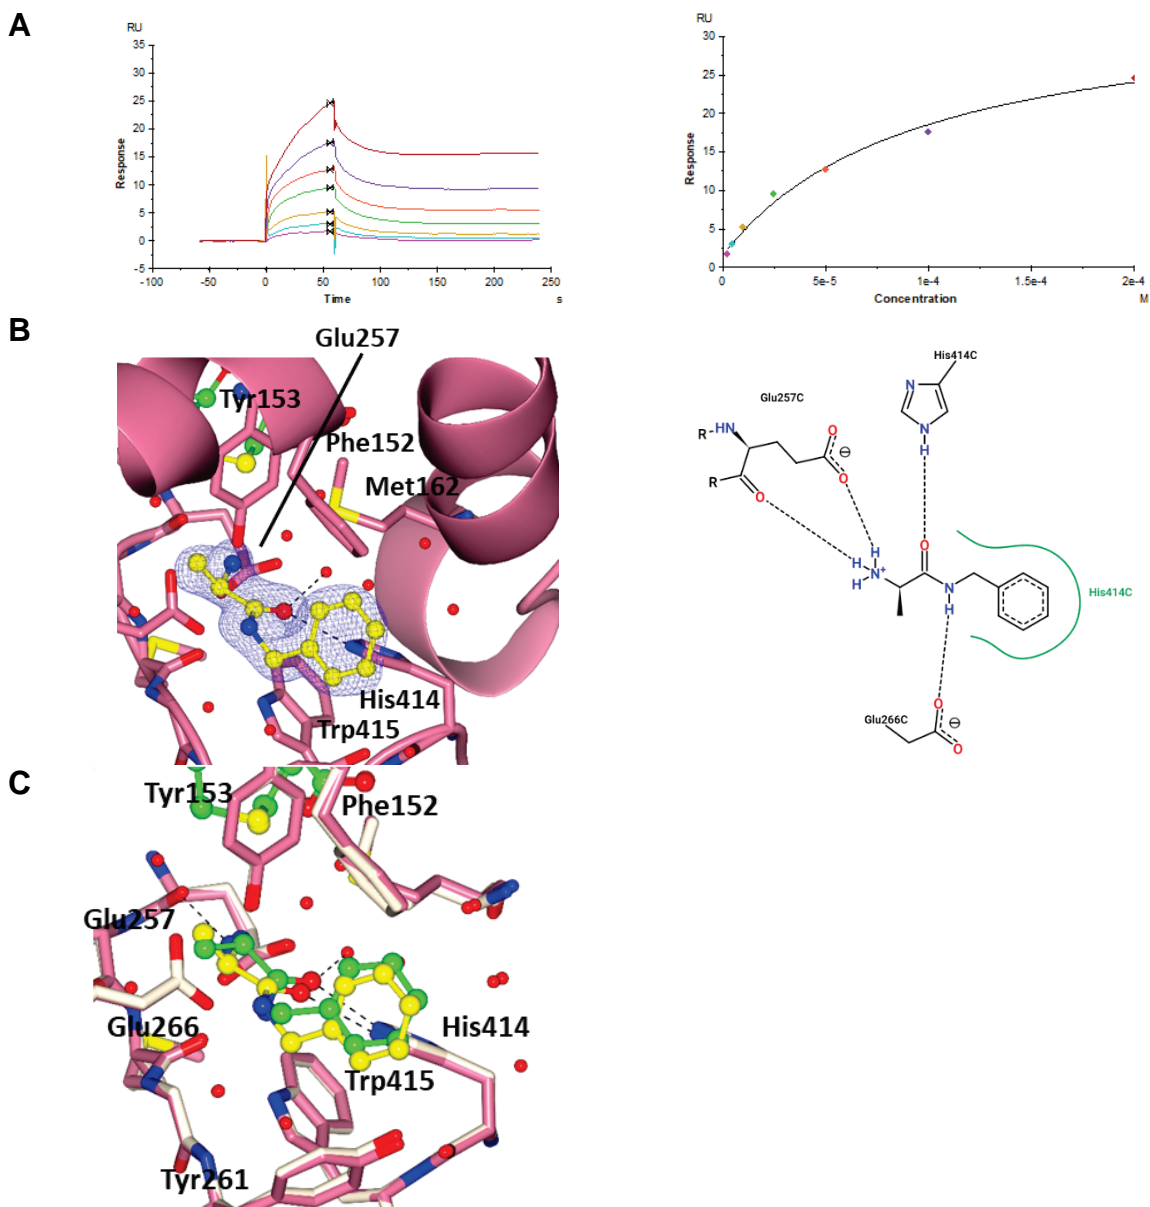 A
RU
35
30
25
20
15
10
5
0
-5
Response
-100
-50
0
50
100
150
200
250
Time
s
RU
30
25
20
15
10
5
0
Response
0
5e-5
1e-4
1.5e-4
2e-4
Concentration
M
B
Glu257
Tyr153
Phe152
Met162
His414
Trp415
His414C
N
N
H
Glu257C
R
HN
O
⊖
O
R
O
H
H
N+
H
O
N
H
His414C
Glu266C
O
⊖
O
C
Tyr153
Phe152
Glu257
Glu266
His414
Trp415
Tyr261